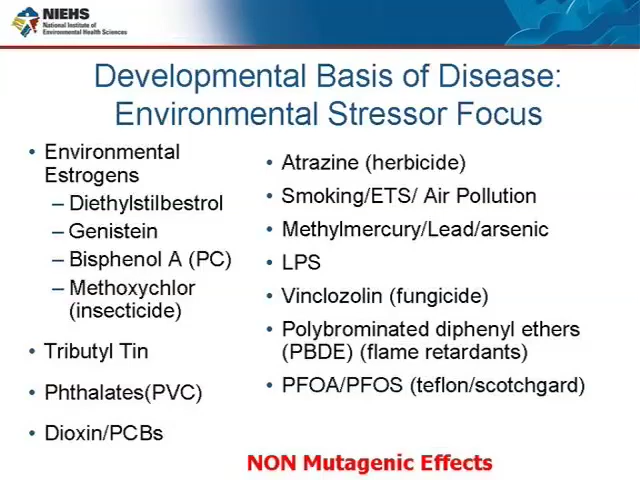 NIEHS
National Institute of
Environmental Health Sciences
Developmental Basis of Disease:
Environmental Stressor Focus
• Environmental
Estrogens
– Diethylstilbestrol
– Genistein
– Bisphenol A (PC)
– Methoxychlor
(insecticide)
• Tributyl Tin
• Phthalates(PVC)
• Dioxin/PCBs
• Atrazine (herbicide)
• Smoking/ETS/ Air Pollution
• Methylmercury/Lead/arsenic
• LPS
• Vinclozolin (fungicide)
• Polybrominated diphenyl ethers
(PBDE) (flame retardants)
• PFOA/PFOS (teflon/scotchgard)
NON Mutagenic Effects